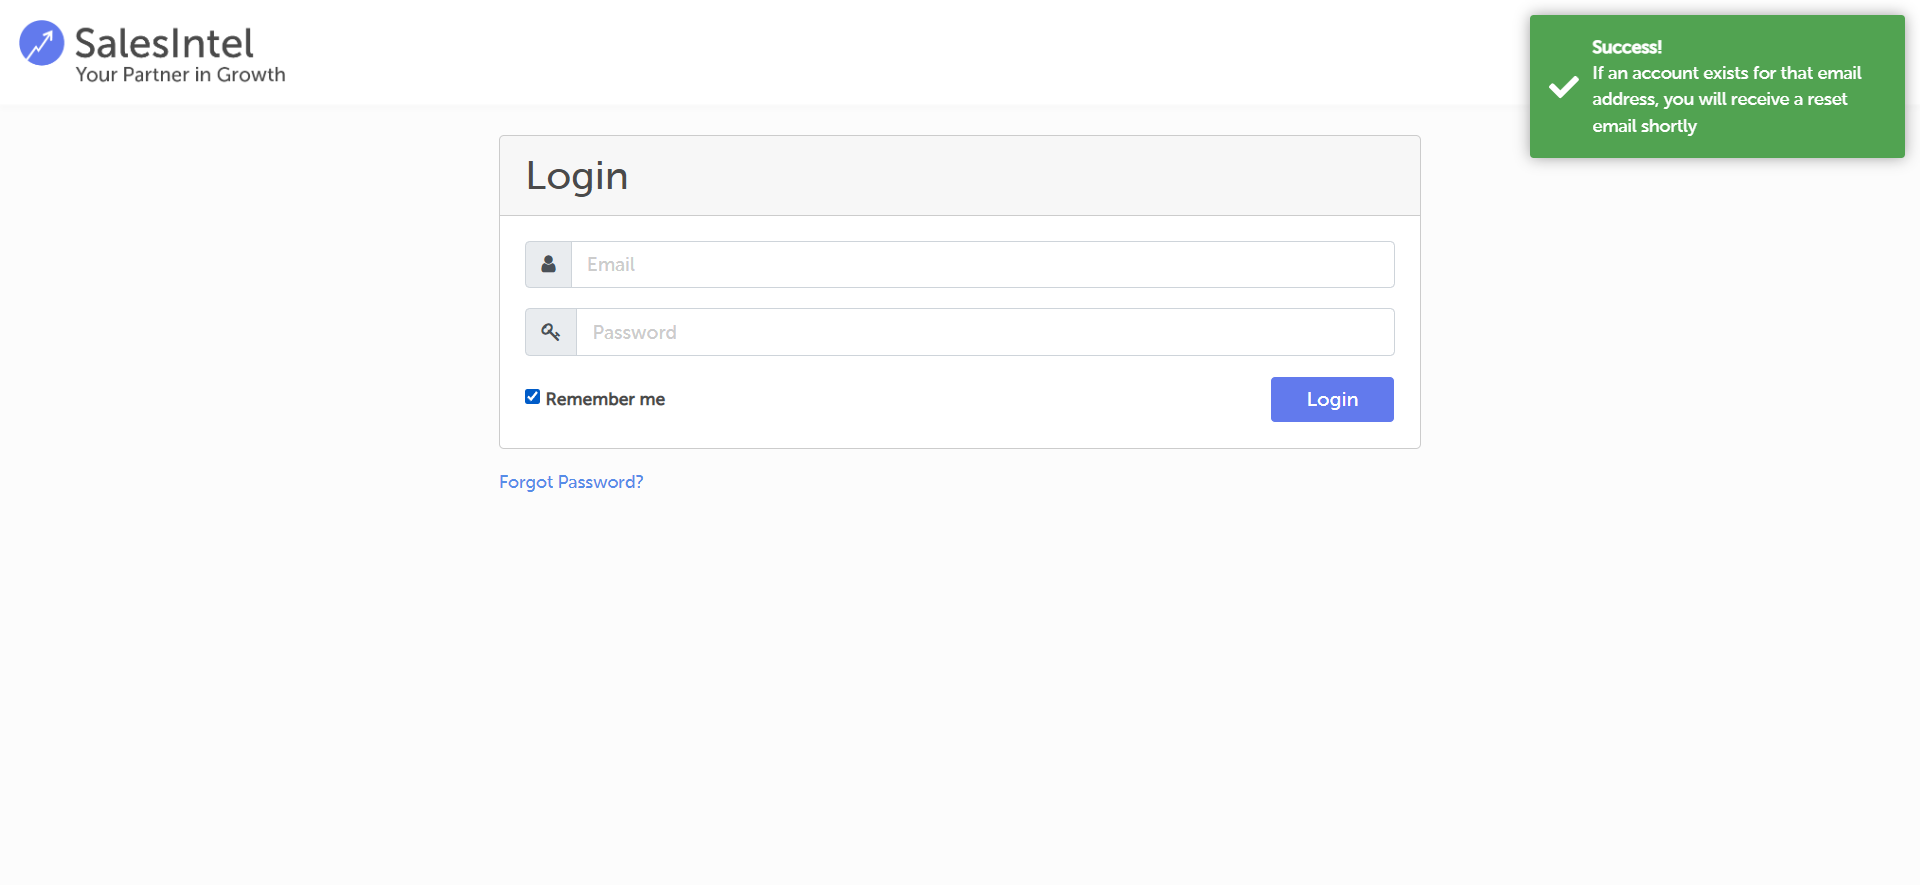 SalesIntel
Your Partner in Growth
Success!
If an account exists for that email
address, you will receive a reset
email shortly
Login
Email
Password
Remember me
Login
Forgot Password?